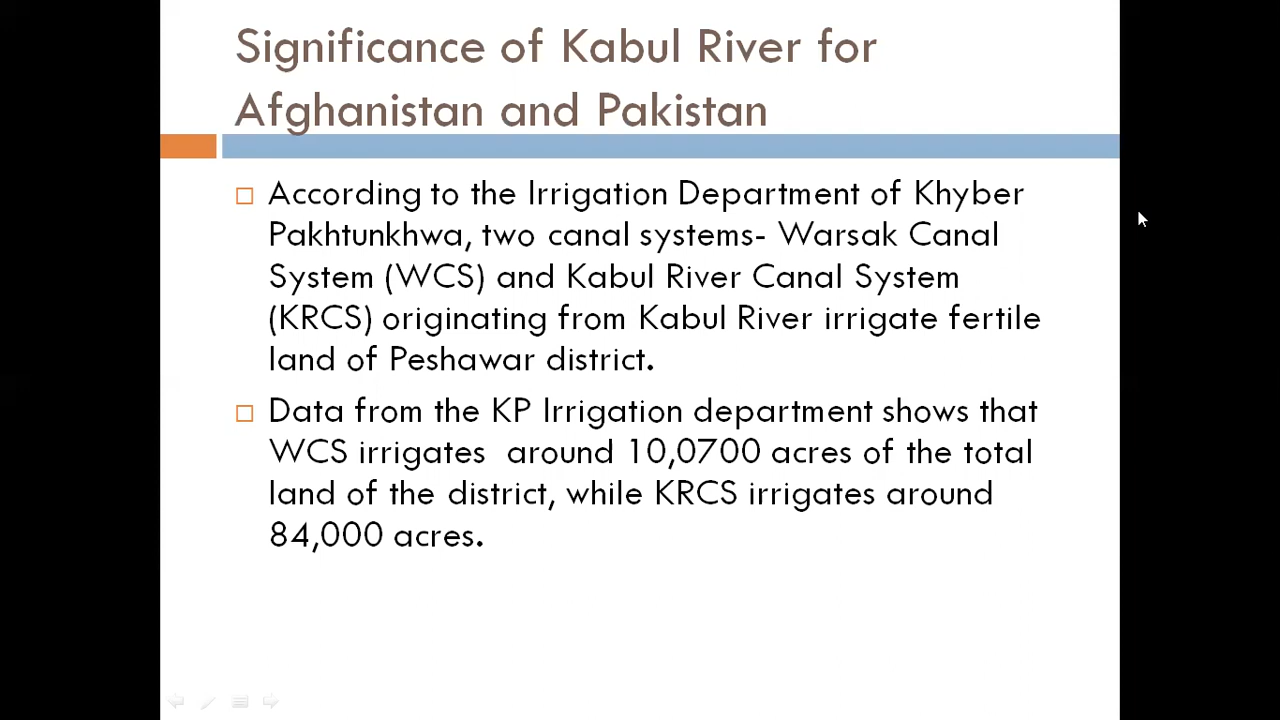 Significance of Kabul River for
Afghanistan and Pakistan
According to the Irrigation Department of Khyber
Pakhtunkhwa, two canal systems- Warsak Canal
System (WCS) and Kabul River Canal System
(KRCS) originating from Kabul River irrigate fertile
land of Peshawar district.
Data from the KP Irrigation department shows that
WCS irrigates  around 10,0700 acres of the total
land of the district, while KRCS irrigates around
84,000 acres.